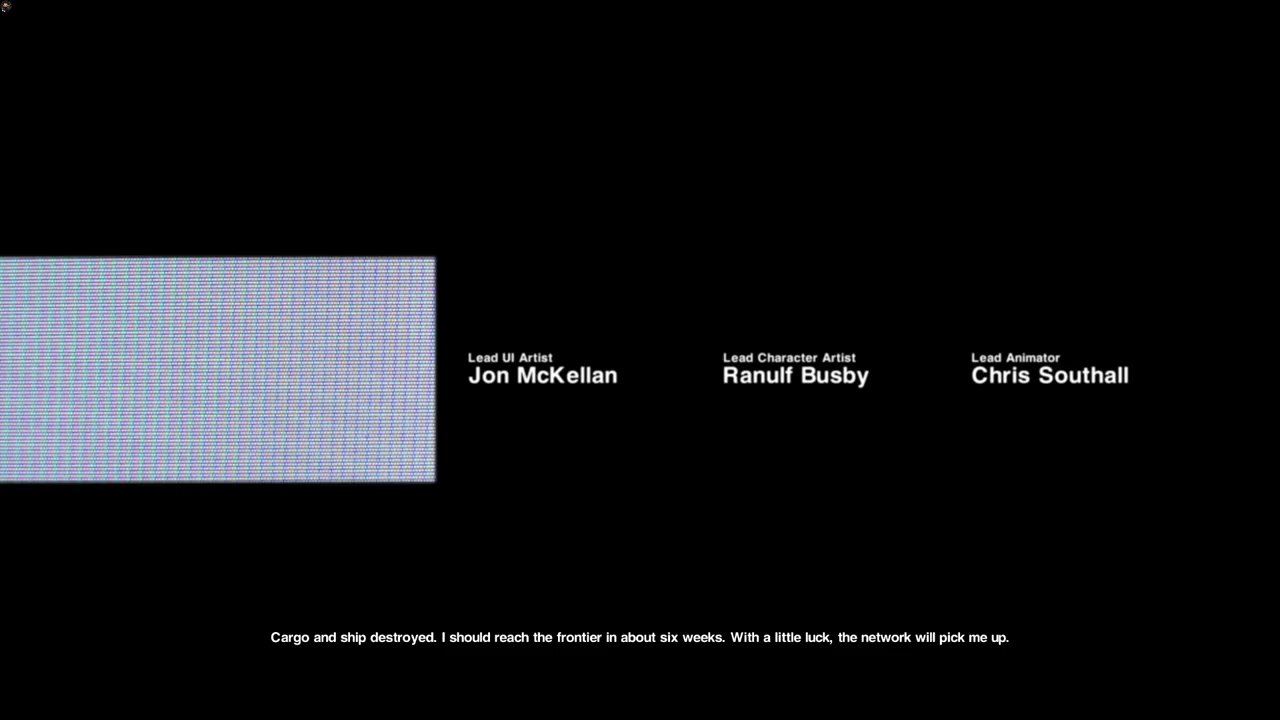 Lead UI Artist
Jon McKellan
Lead Character Artist
Ranulf Busby
Lead Animator
Chris Southall
Cargo and ship destroyed. I should reach the frontier in about six weeks. With a little luck, the network will pick me up.